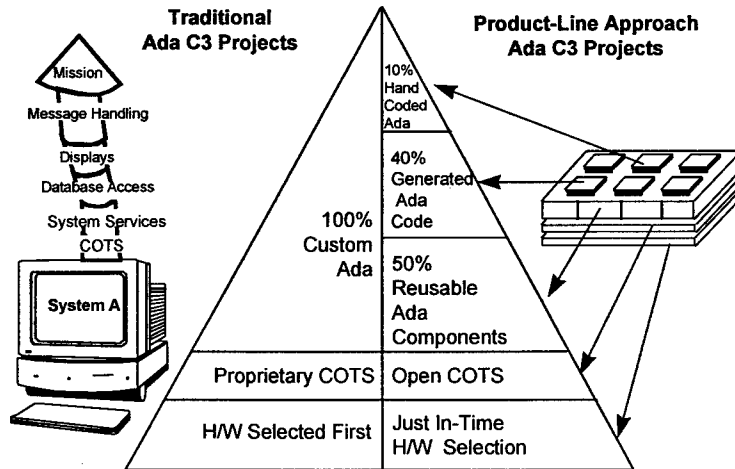 Traditional
Ada C3 Projects
Product-Line Approach
Ada C3 Projects
Mission
Message Handling
Displays
Database Access
System Services
COTS
System A
100%
Custom
Ada
10%
Hand
Coded
Ada
40%
Generated
Ada
Code
50%
Reusable
Ada
Components
Proprietary COTS
Open COTS
H/W Selected First
Just In-Time
H/W Selection